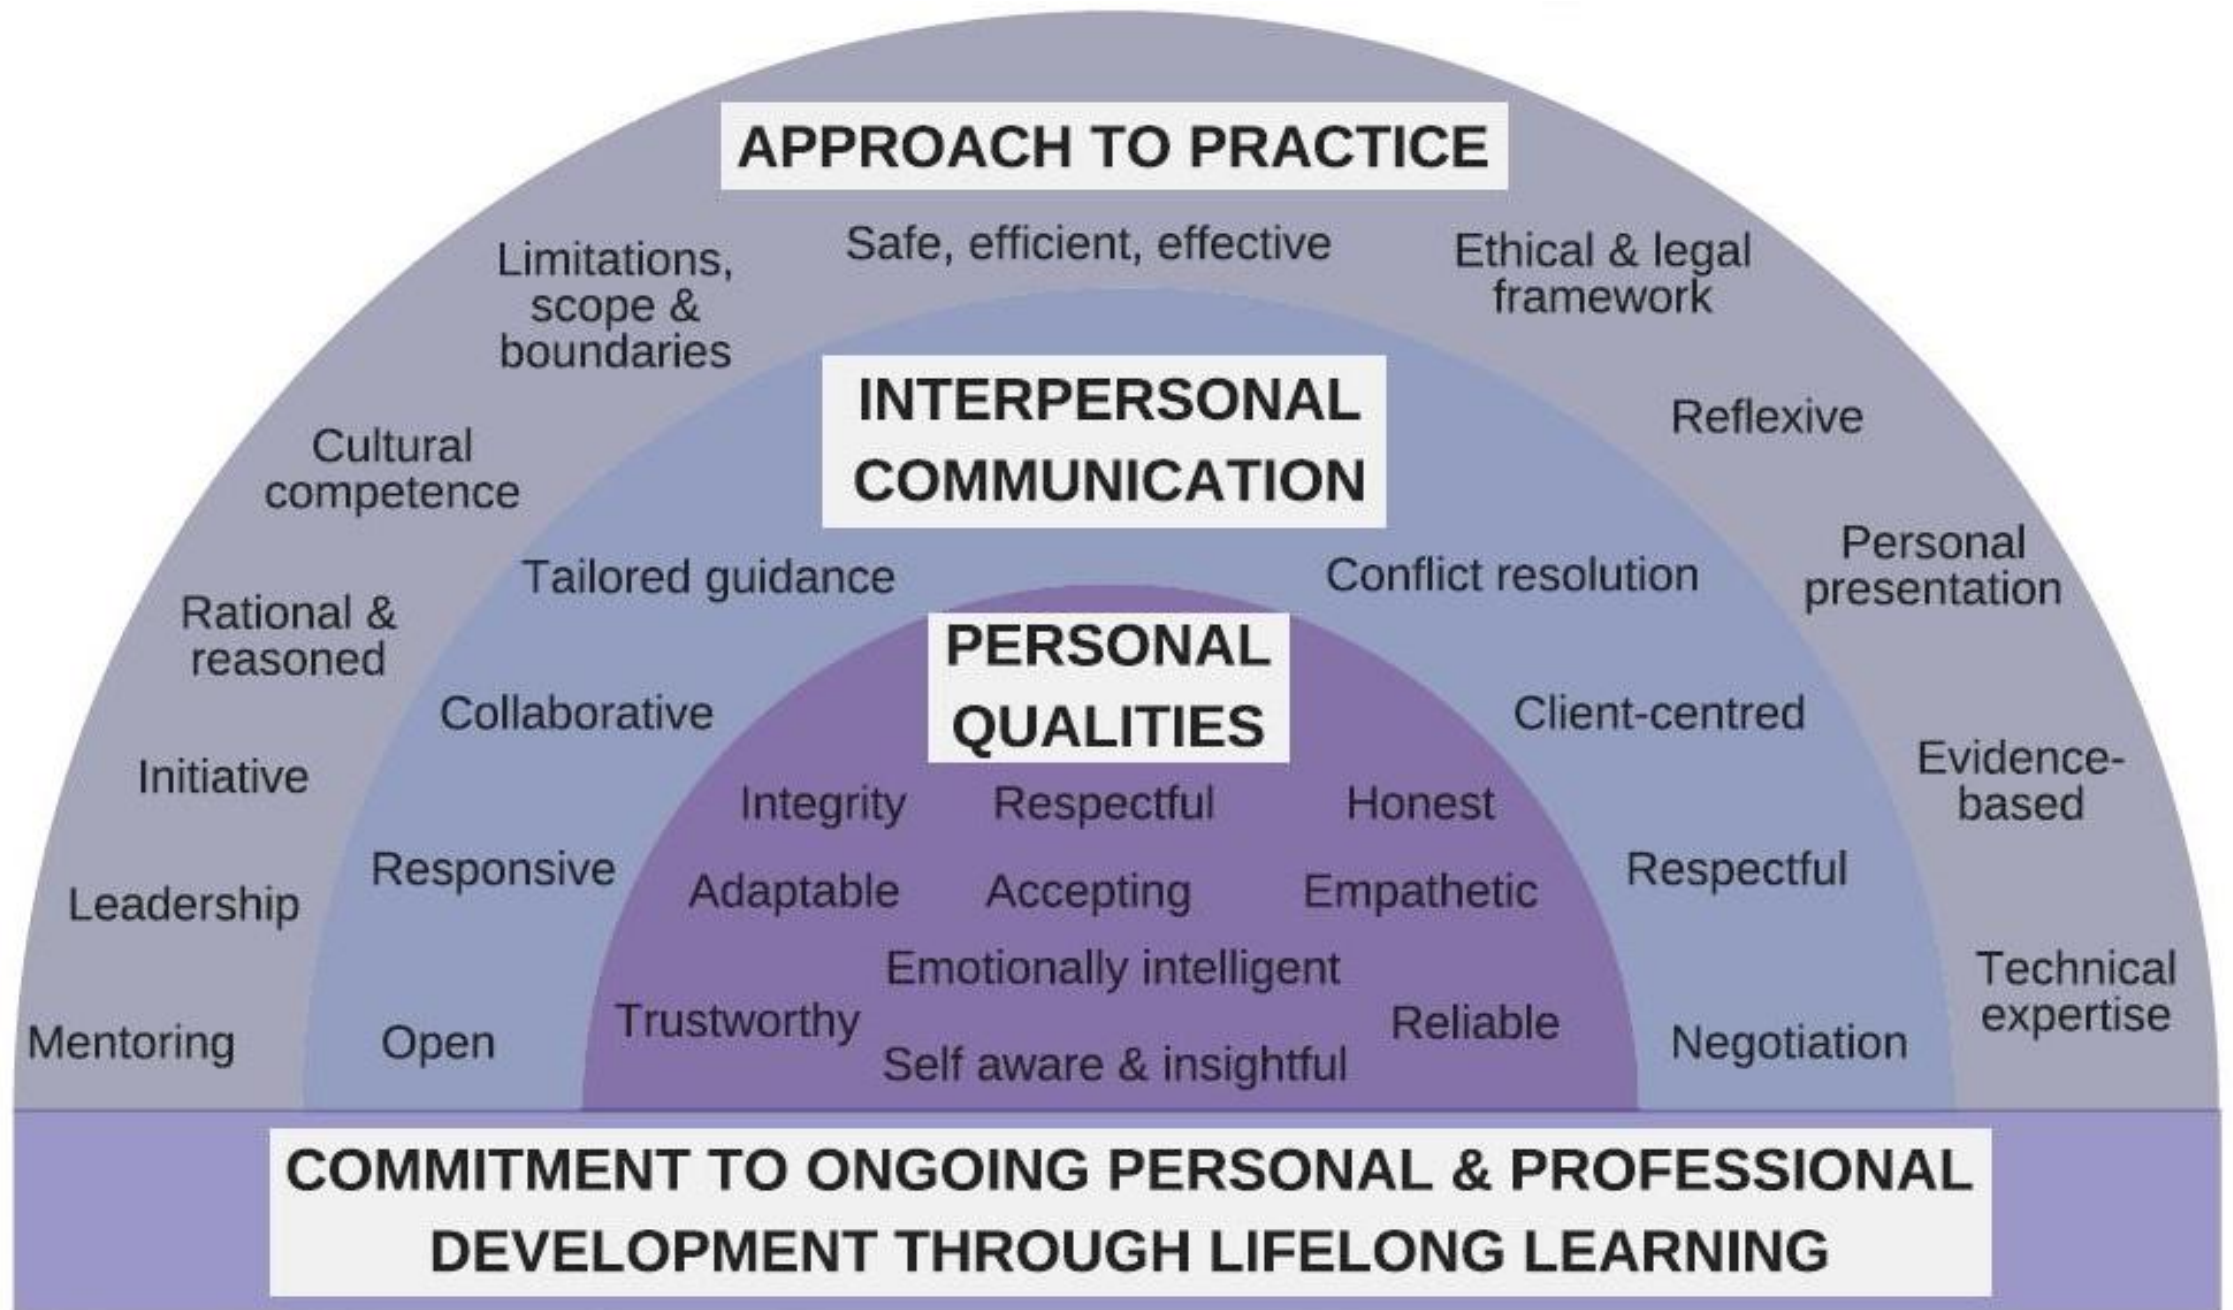 APPROACH TO PRACTICE
Safe, efficient, effective
Limitations,
scope &
boundaries
Ethical & legal
framework
Cultural
competence
Reflexive
Rational &
reasoned
Personal
presentation
Initiative
Evidence-
based
Leadership
Technical
expertise
Mentoring
INTERPERSONAL
COMMUNICATION
Tailored guidance
Conflict resolution
Collaborative
Client-centred
Responsive
Respectful
Open
Negotiation
PERSONAL
QUALITIES
Integrity Respectful Honest
Adaptable Accepting Empathetic
Emotionally intelligent
Trustworthy Reliable
Self aware & insightful
COMMITMENT TO ONGOING PERSONAL & PROFESSIONAL
DEVELOPMENT THROUGH LIFELONG LEARNING